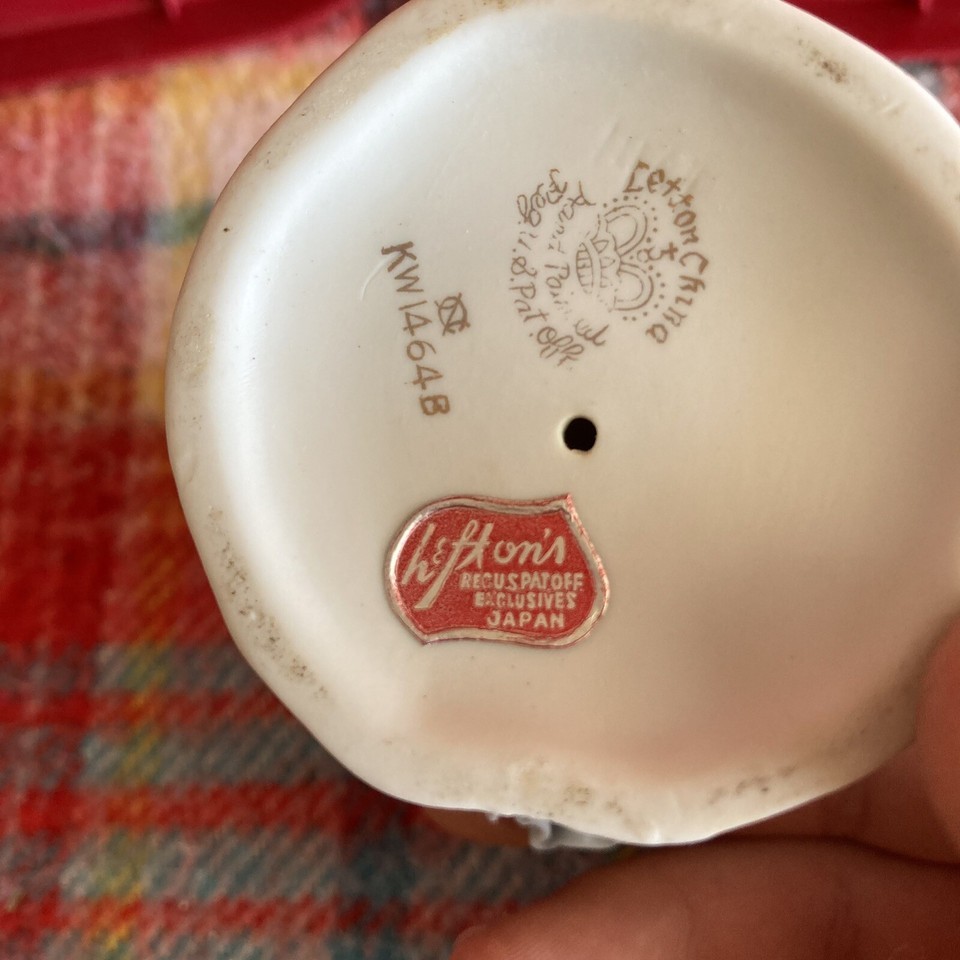 Lefton China
Hand Painted
Reg. U.S. Pat. Off.
KW1464B
N
Lefton's
REG.U.S.PAT.OFF
EXCLUSIVES
JAPAN